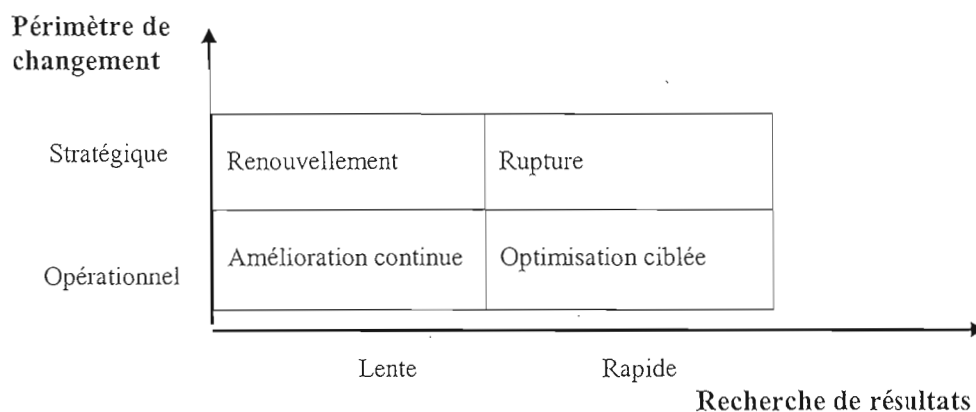 Périmètre de
changement
Stratégique
Renouvellement
Rupture
Opérationnel
Amélioration continue
Optimisation ciblée
Lente
Rapide
Recherche de résultats